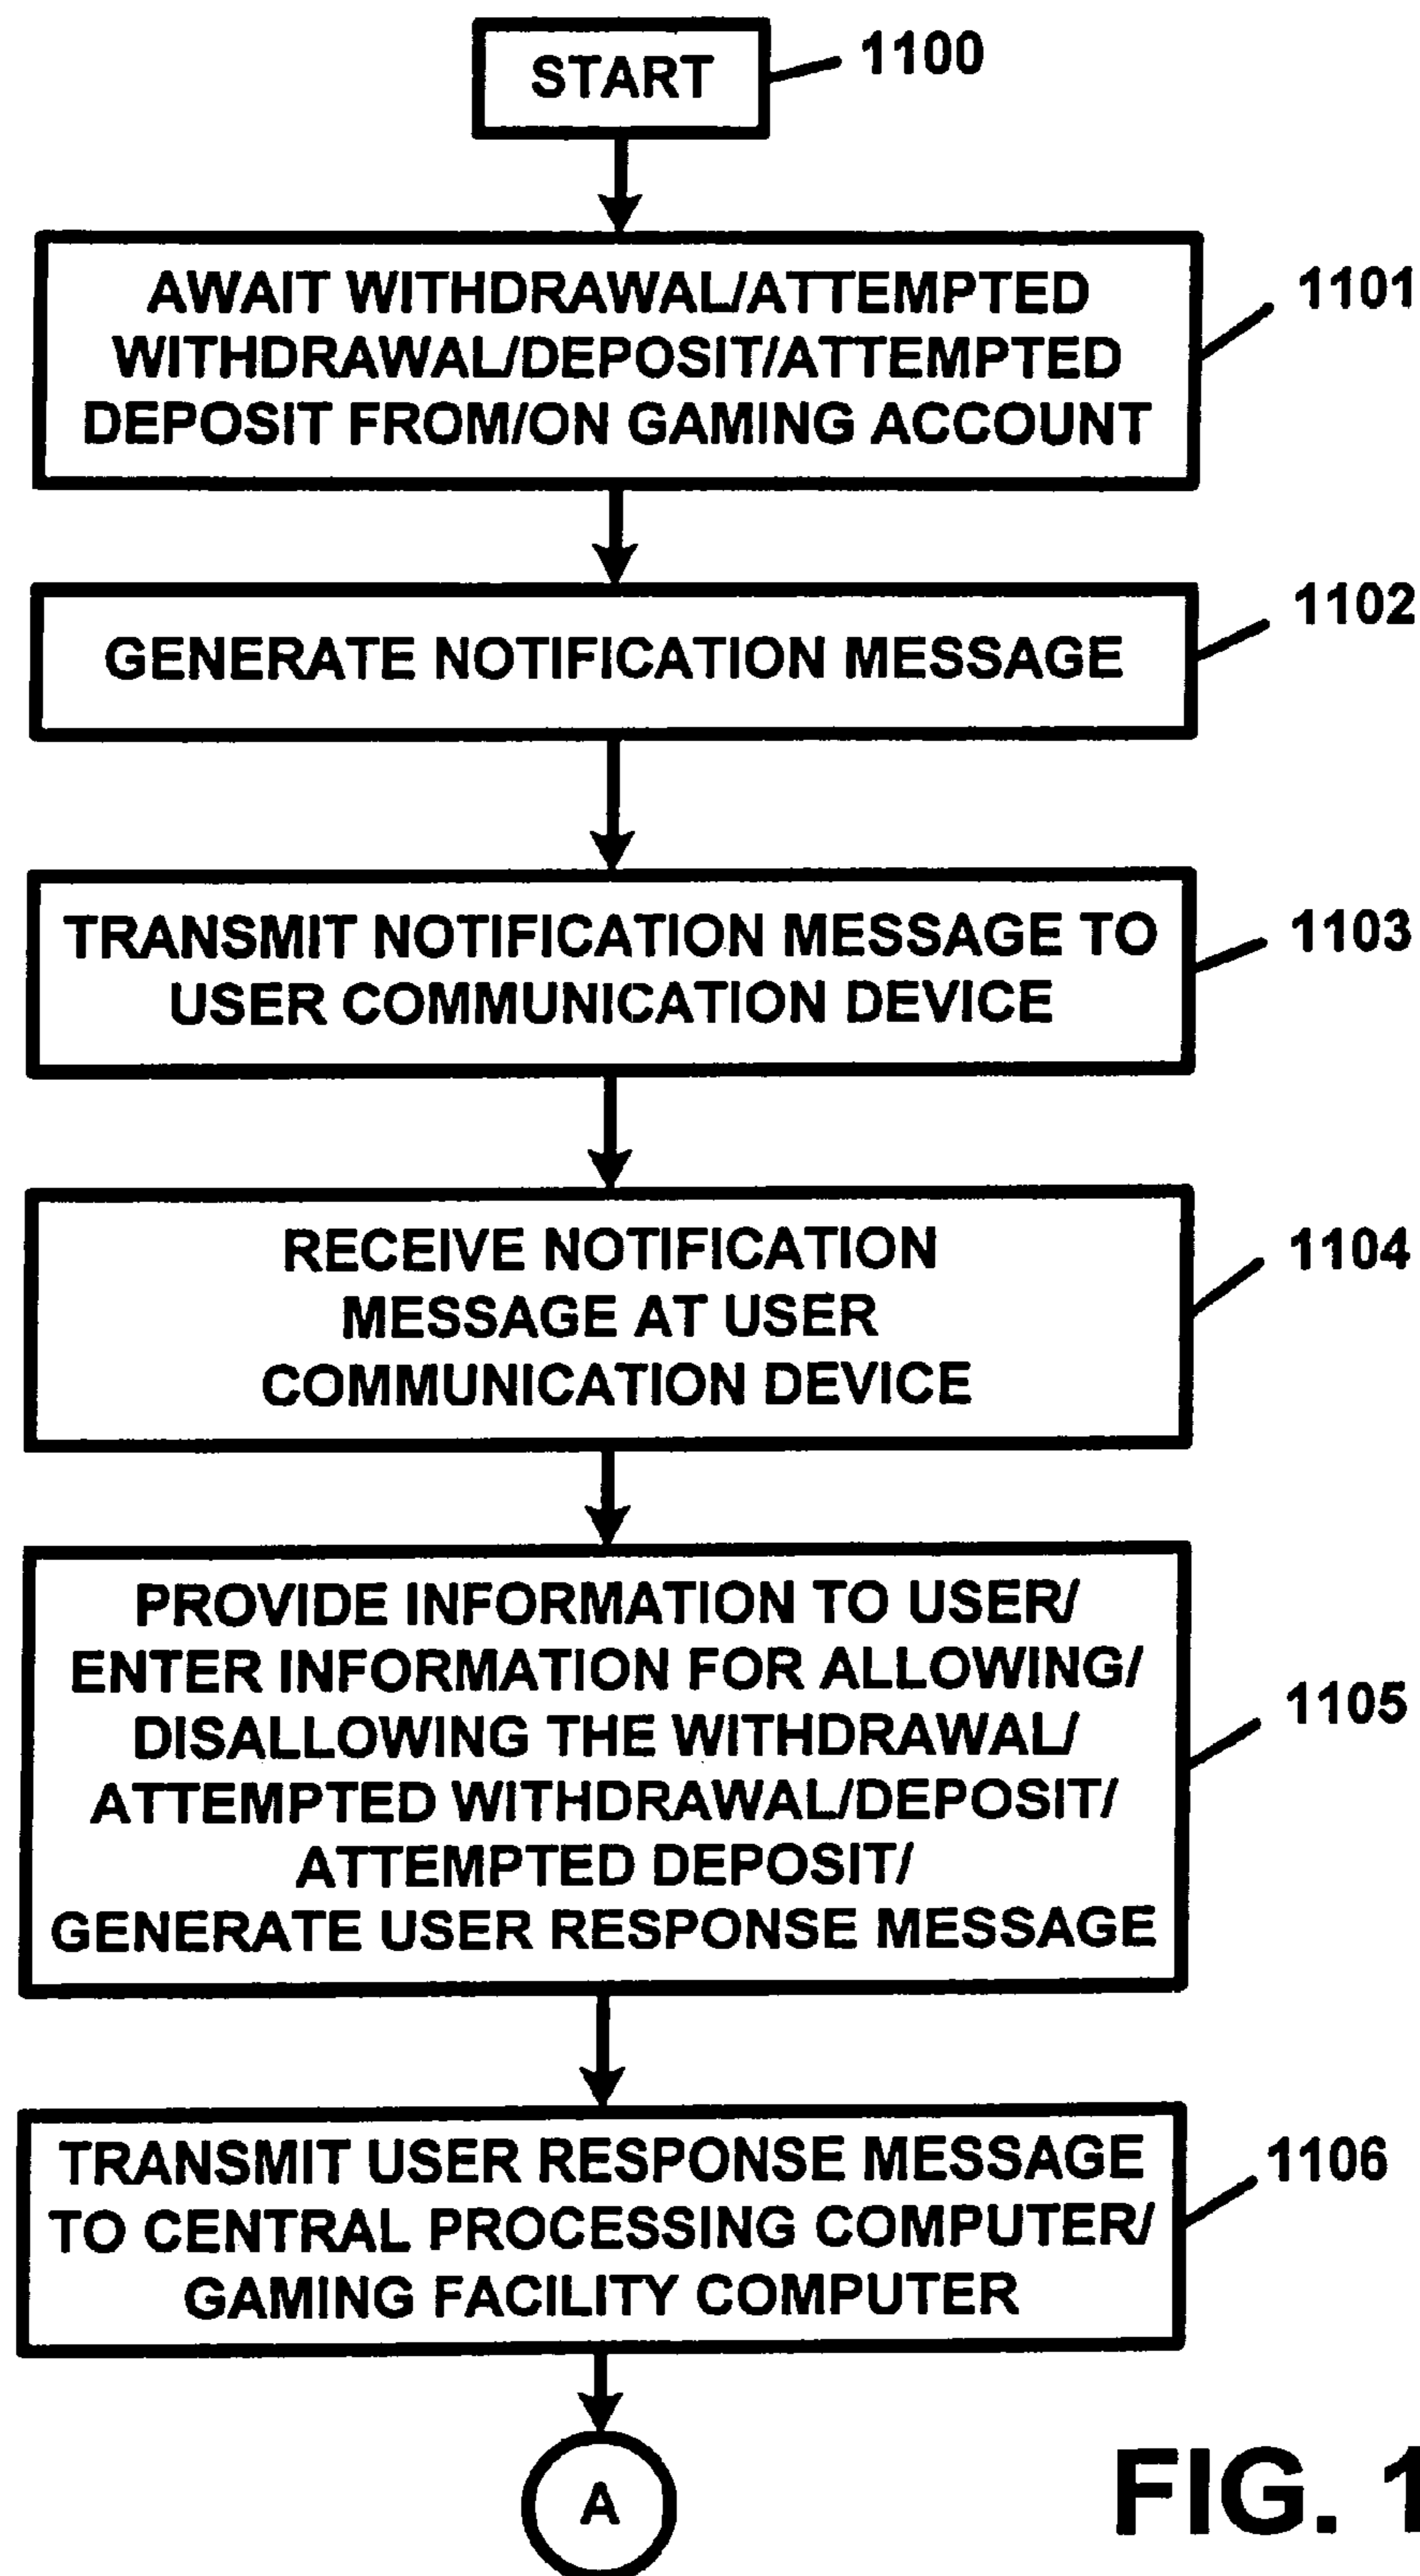 START
1100
AWAIT WITHDRAWAL/ATTEMPTED
WITHDRAWAL/DEPOSIT/ATTEMPTED
DEPOSIT FROM/ON GAMING ACCOUNT
1101
GENERATE NOTIFICATION MESSAGE
1102
TRANSMIT NOTIFICATION MESSAGE TO
USER COMMUNICATION DEVICE
1103
RECEIVE NOTIFICATION
MESSAGE AT USER
COMMUNICATION DEVICE
1104
PROVIDE INFORMATION TO USER/
ENTER INFORMATION FOR ALLOWING/
DISALLOWING THE WITHDRAWAL/
ATTEMPTED WITHDRAWAL/DEPOSIT/
ATTEMPTED DEPOSIT/
GENERATE USER RESPONSE MESSAGE
1105
TRANSMIT USER RESPONSE MESSAGE
TO CENTRAL PROCESSING COMPUTER/
GAMING FACILITY COMPUTER
1106
A
FIG.